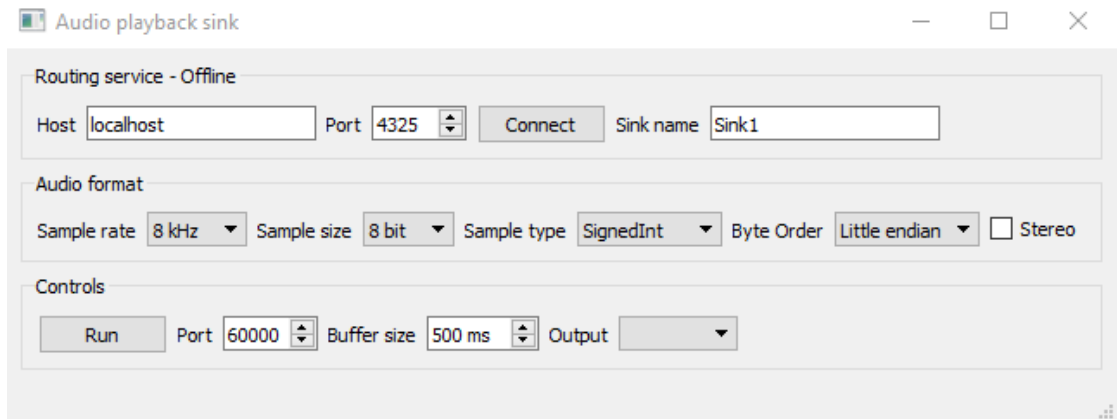 Audio playback sink
Routing service - Offline
Host localhost Port 4325 Connect Sink name Sink1
Audio format
Sample rate 8 kHz Sample size 8 bit Sample type SignedInt Byte Order Little endian Stereo
Controls
Run Port 60000 Buffer size 500 ms Output